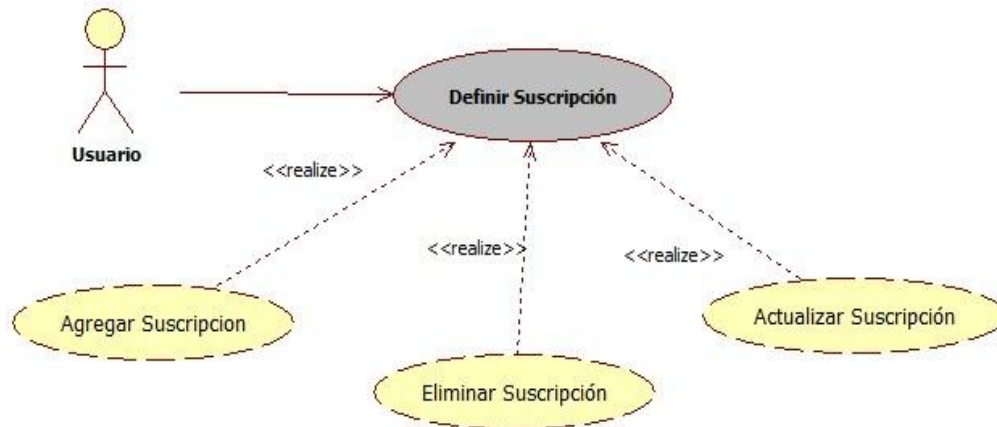 Definir Suscripción
Usuario
<<realize>>
<<realize>>
<<realize>>
Agregar Suscripcion
Actualizar Suscripción
Eliminar Suscripción